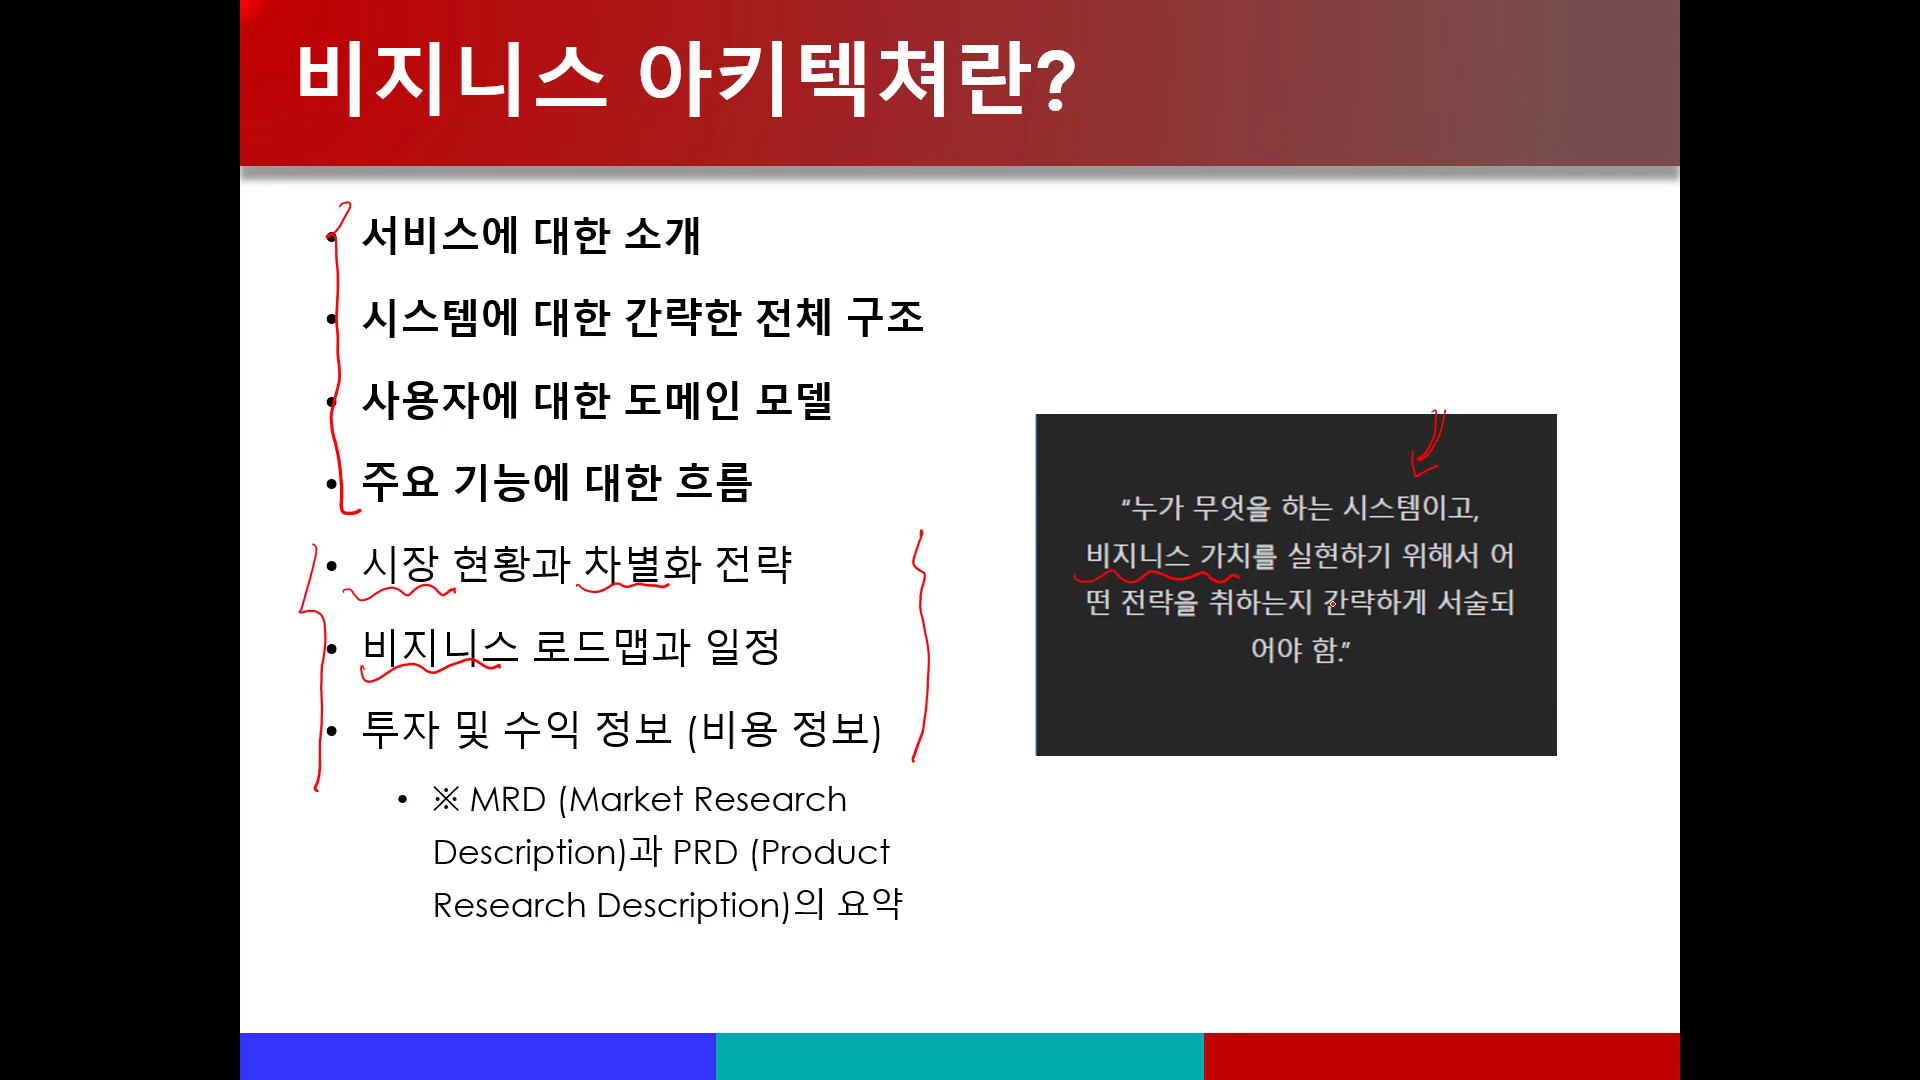 비지니스 아키텍쳐란?
• 서비스에 대한 소개
• 시스템에 대한 간략한 전체 구조
• 사용자에 대한 도메인 모델
• 주요 기능에 대한 흐름
• 시장 현황과 차별화 전략
• 비지니스 로드맵과 일정
• 투자 및 수익 정보 (비용 정보)
• ※ MRD (Market Research
Description)과 PRD (Product
Research Description)의 요약
“누가 무엇을 하는 시스템이고,
비지니스 가치를 실현하기 위해서 어
떤 전략을 취하는지 간략하게 서술되
어야 함.”